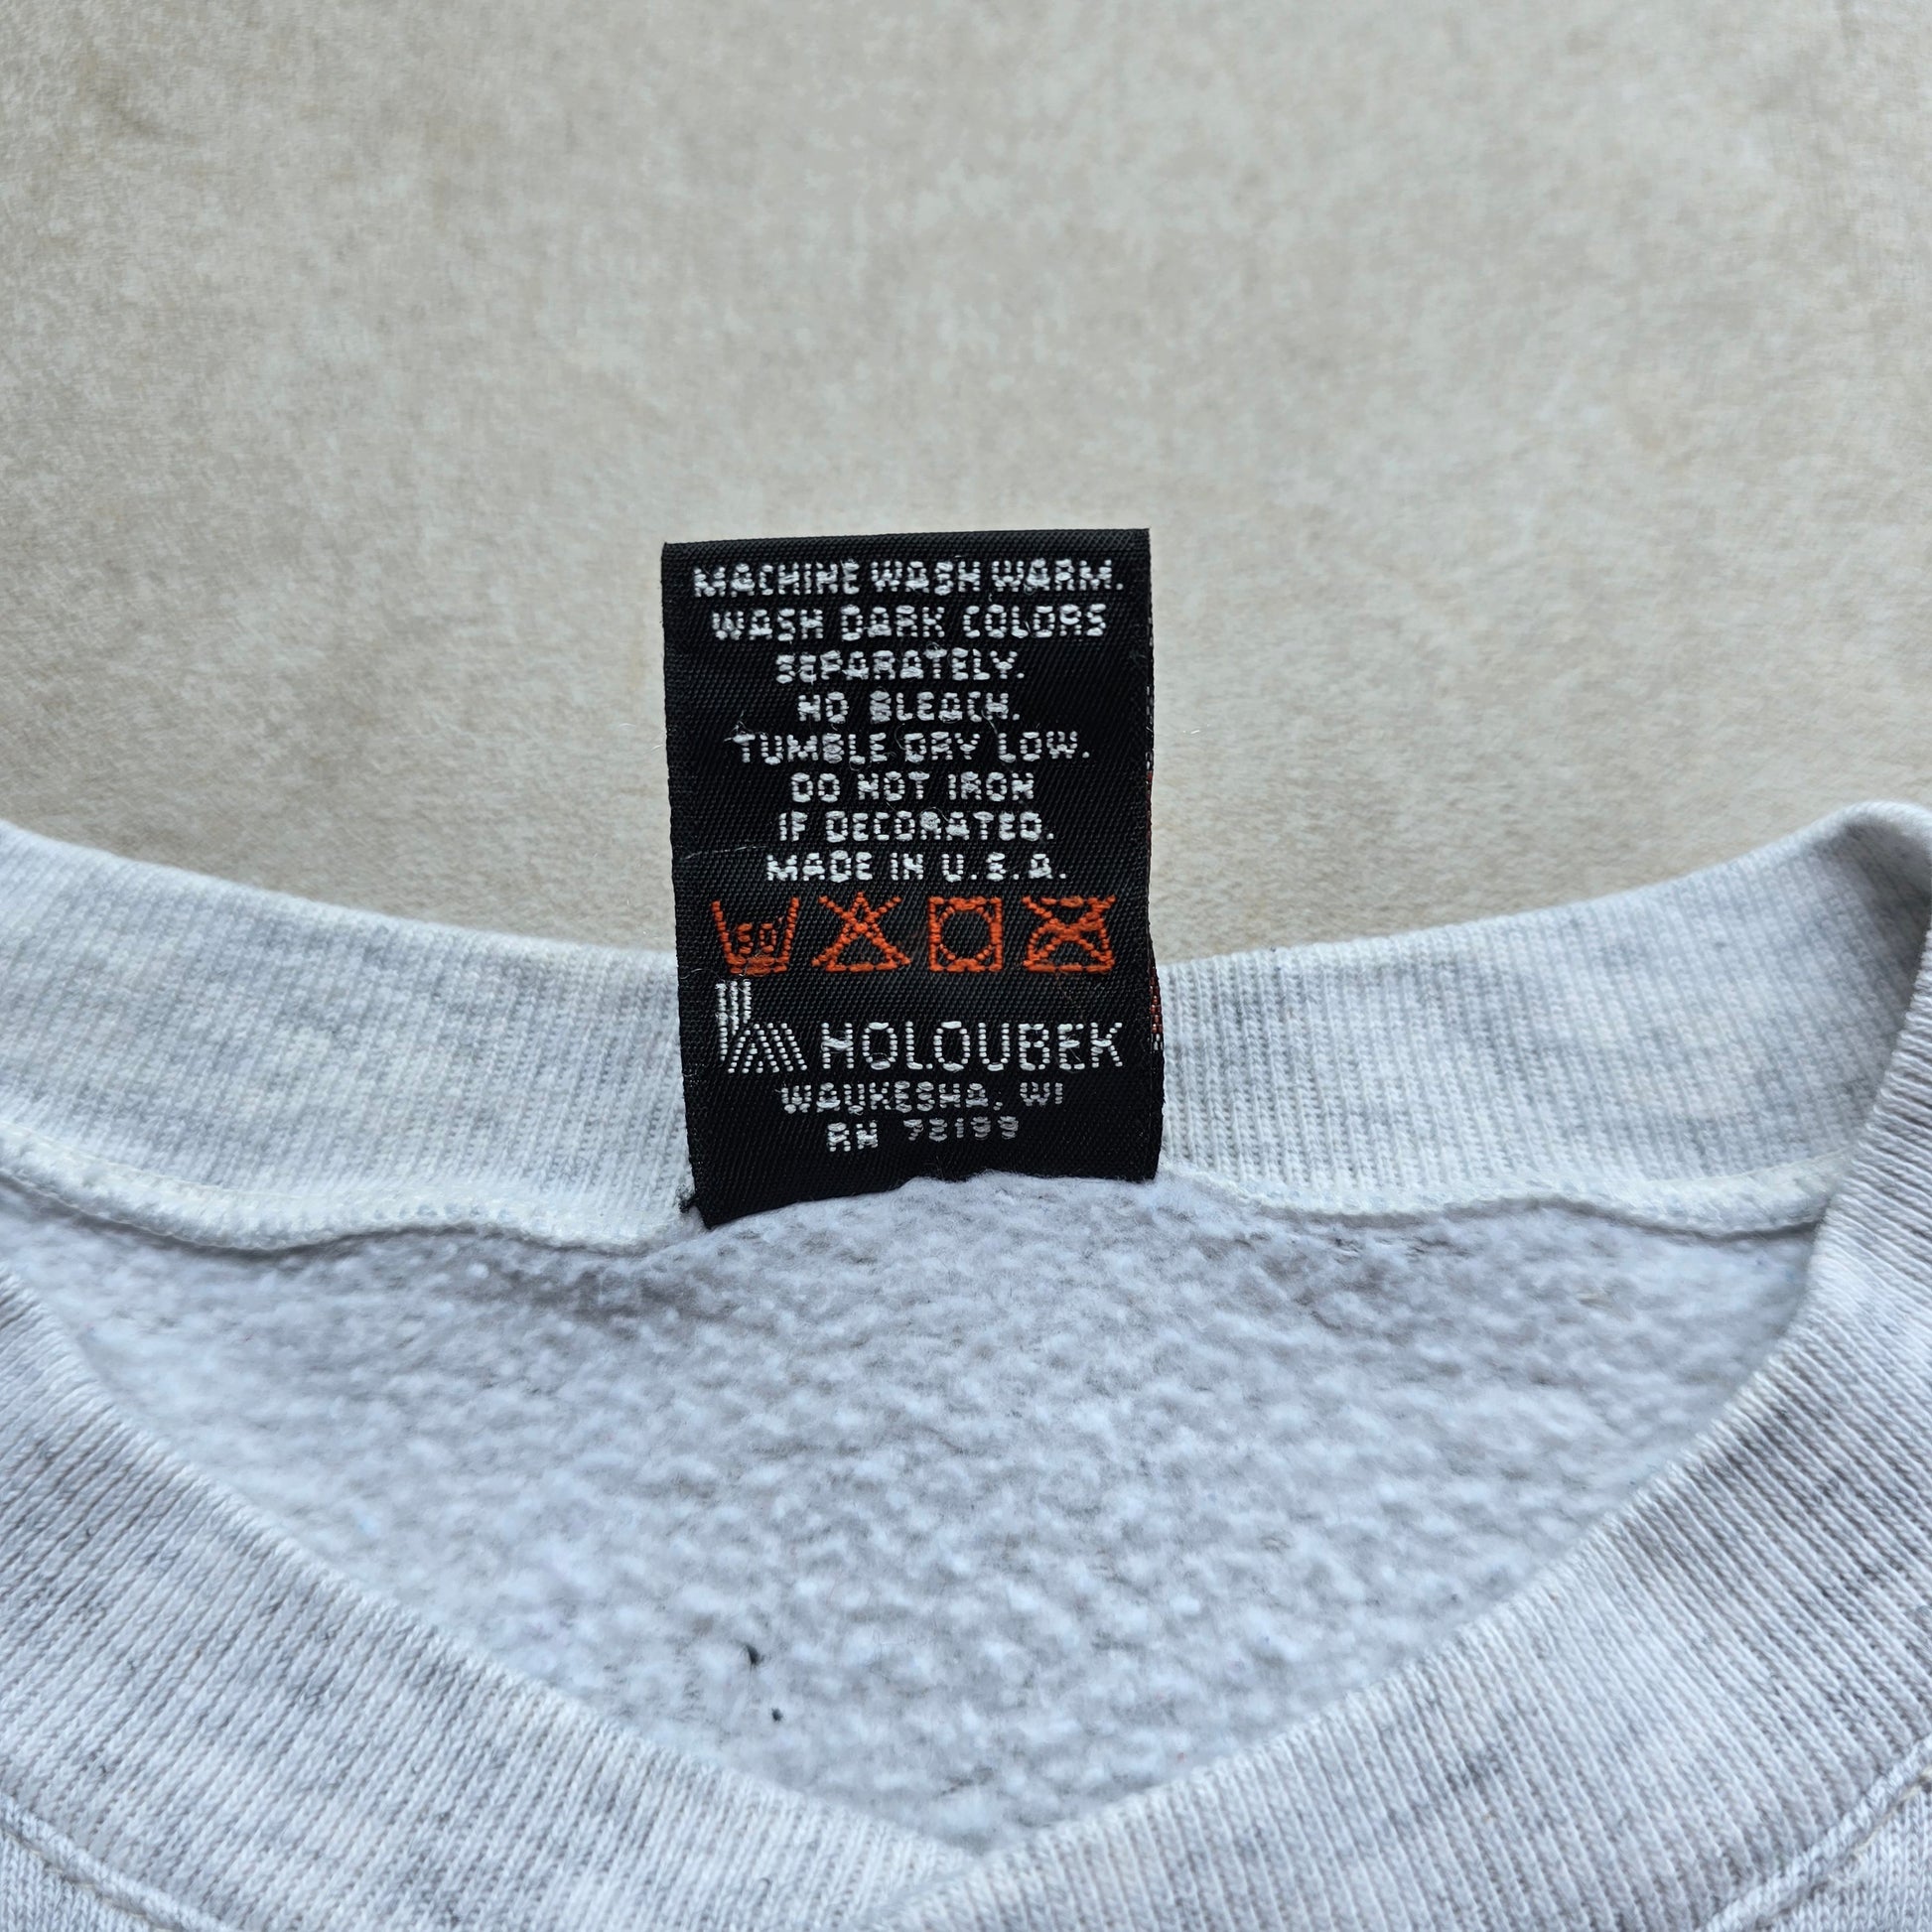 MACHINE WASH WARM.
WASH DARK COLORS
SEPARATELY.
NO BLEACH.
TUMBLE DRY LOW.
DO NOT IRON
IF DECORATED.
MADE IN U.S.A.
50°
HOLOUBEK
WAUKESHA, WI
RN 72199